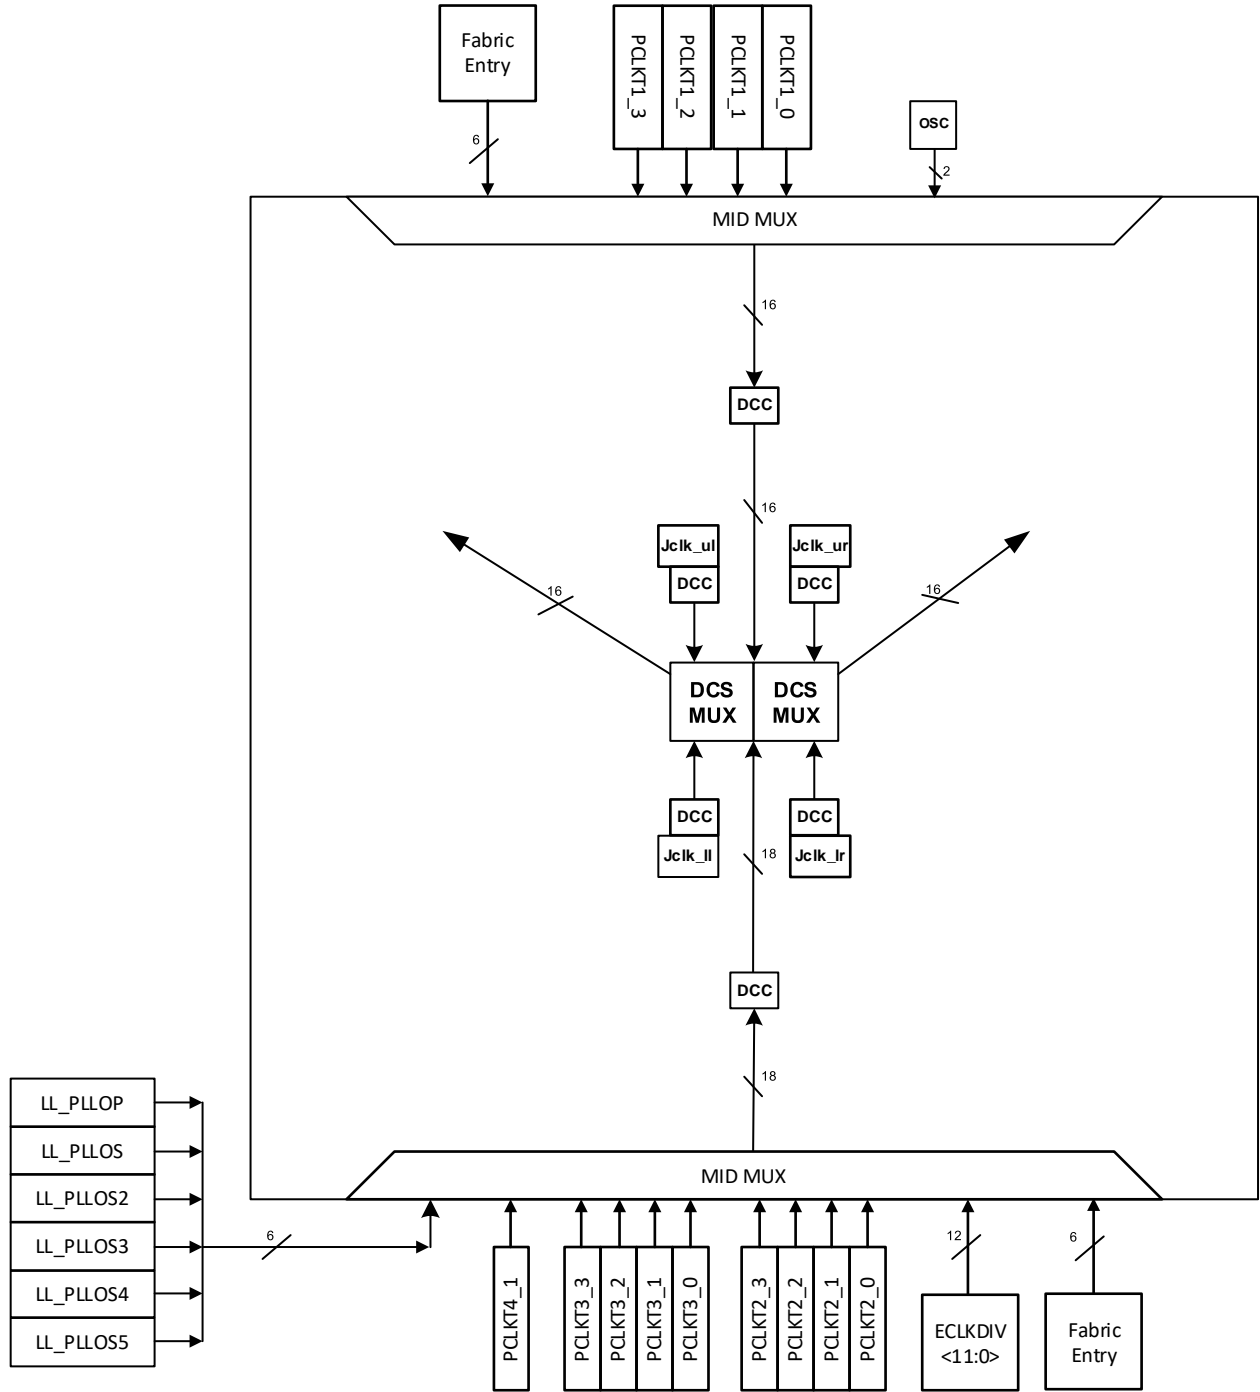 Fabric
Entry
PCLKT1_3
PCLKT1_2
PCLKT1_1
PCLKT1_0
OSC
6
2
MID MUX
16
DCC
16
Jclk_ul
Jclk_ur
DCC
DCC
16
16
DCS
MUX
DCS
MUX
DCC
DCC
Jclk_ll
18
Jclk_lr
DCC
18
LL_PLLOP
LL_PLLOS
LL_PLLOS2
LL_PLLOS3
LL_PLLOS4
LL_PLLOS5
6
MID MUX
PCLKT4_1
PCLKT3_3
PCLKT3_2
PCLKT3_1
PCLKT3_0
PCLKT2_3
PCLKT2_2
PCLKT2_1
PCLKT2_0
12
6
ECLKDIV
<11:0>
Fabric
Entry